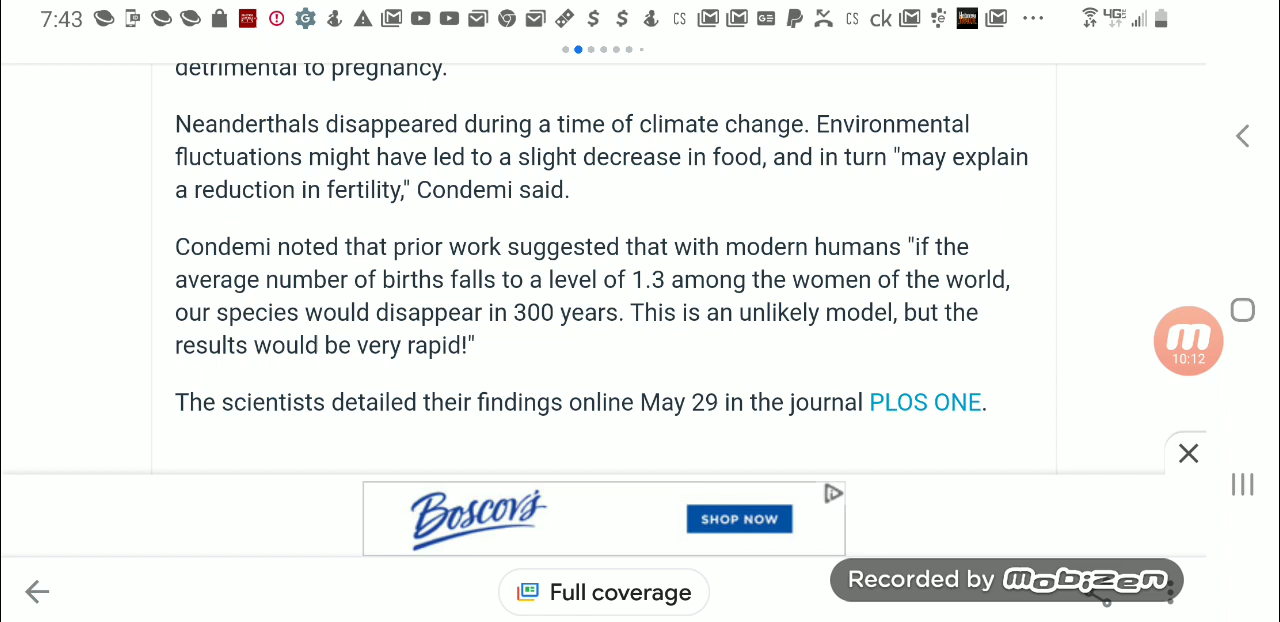 7:43 CS CS ck 4GE
detrimental to pregnancy.
Neanderthals disappeared during a time of climate change. Environmental
fluctuations might have led to a slight decrease in food, and in turn "may explain
a reduction in fertility," Condemi said.
Condemi noted that prior work suggested that with modern humans "if the
average number of births falls to a level of 1.3 among the women of the world,
our species would disappear in 300 years. This is an unlikely model, but the
results would be very rapid!"
m
10:12
The scientists detailed their findings online May 29 in the journal PLOS ONE.
Boscov's
SHOP NOW
Full coverage
Recorded by mobizen